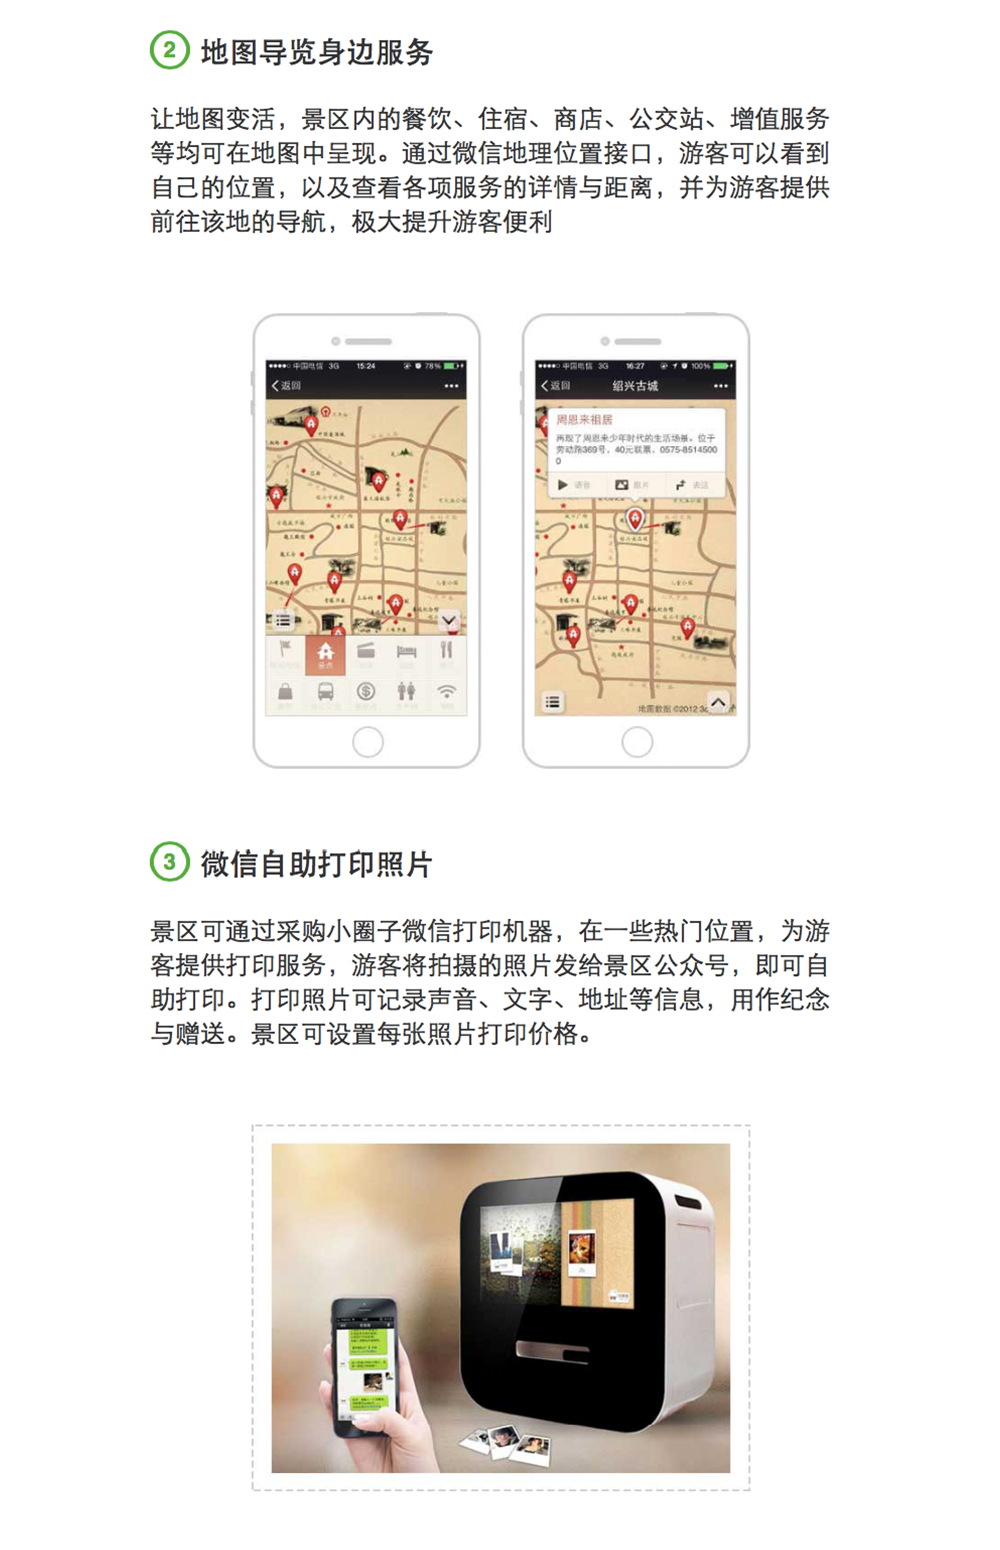 2 地图导览身边服务
让地图变活，景区内的餐饮、住宿、商店、公交站、增值服务
等均可在地图中呈现。通过微信地理位置接口，游客可以看到
自己的位置，以及查看各项服务的详情与距离，并为游客提供
前往该地的导航，极大提升游客便利
中国电信 3G 15:24 78%
返回
景点
中国电信 3G 16:27 100%
返回 绍兴古城
周恩来祖居
再现了周恩来少年时代的生活场景。位于
劳动路369号，40元联票，0575-8514500
0
语音 图片 去这
地图数据 ©2012
3 微信自助打印照片
景区可通过采购小圈子微信打印机器，在一些热门位置，为游
客提供打印服务，游客将拍摄的照片发给景区公众号，即可自
助打印。打印照片可记录声音、文字、地址等信息，用作纪念
与赠送。景区可设置每张照片打印价格。